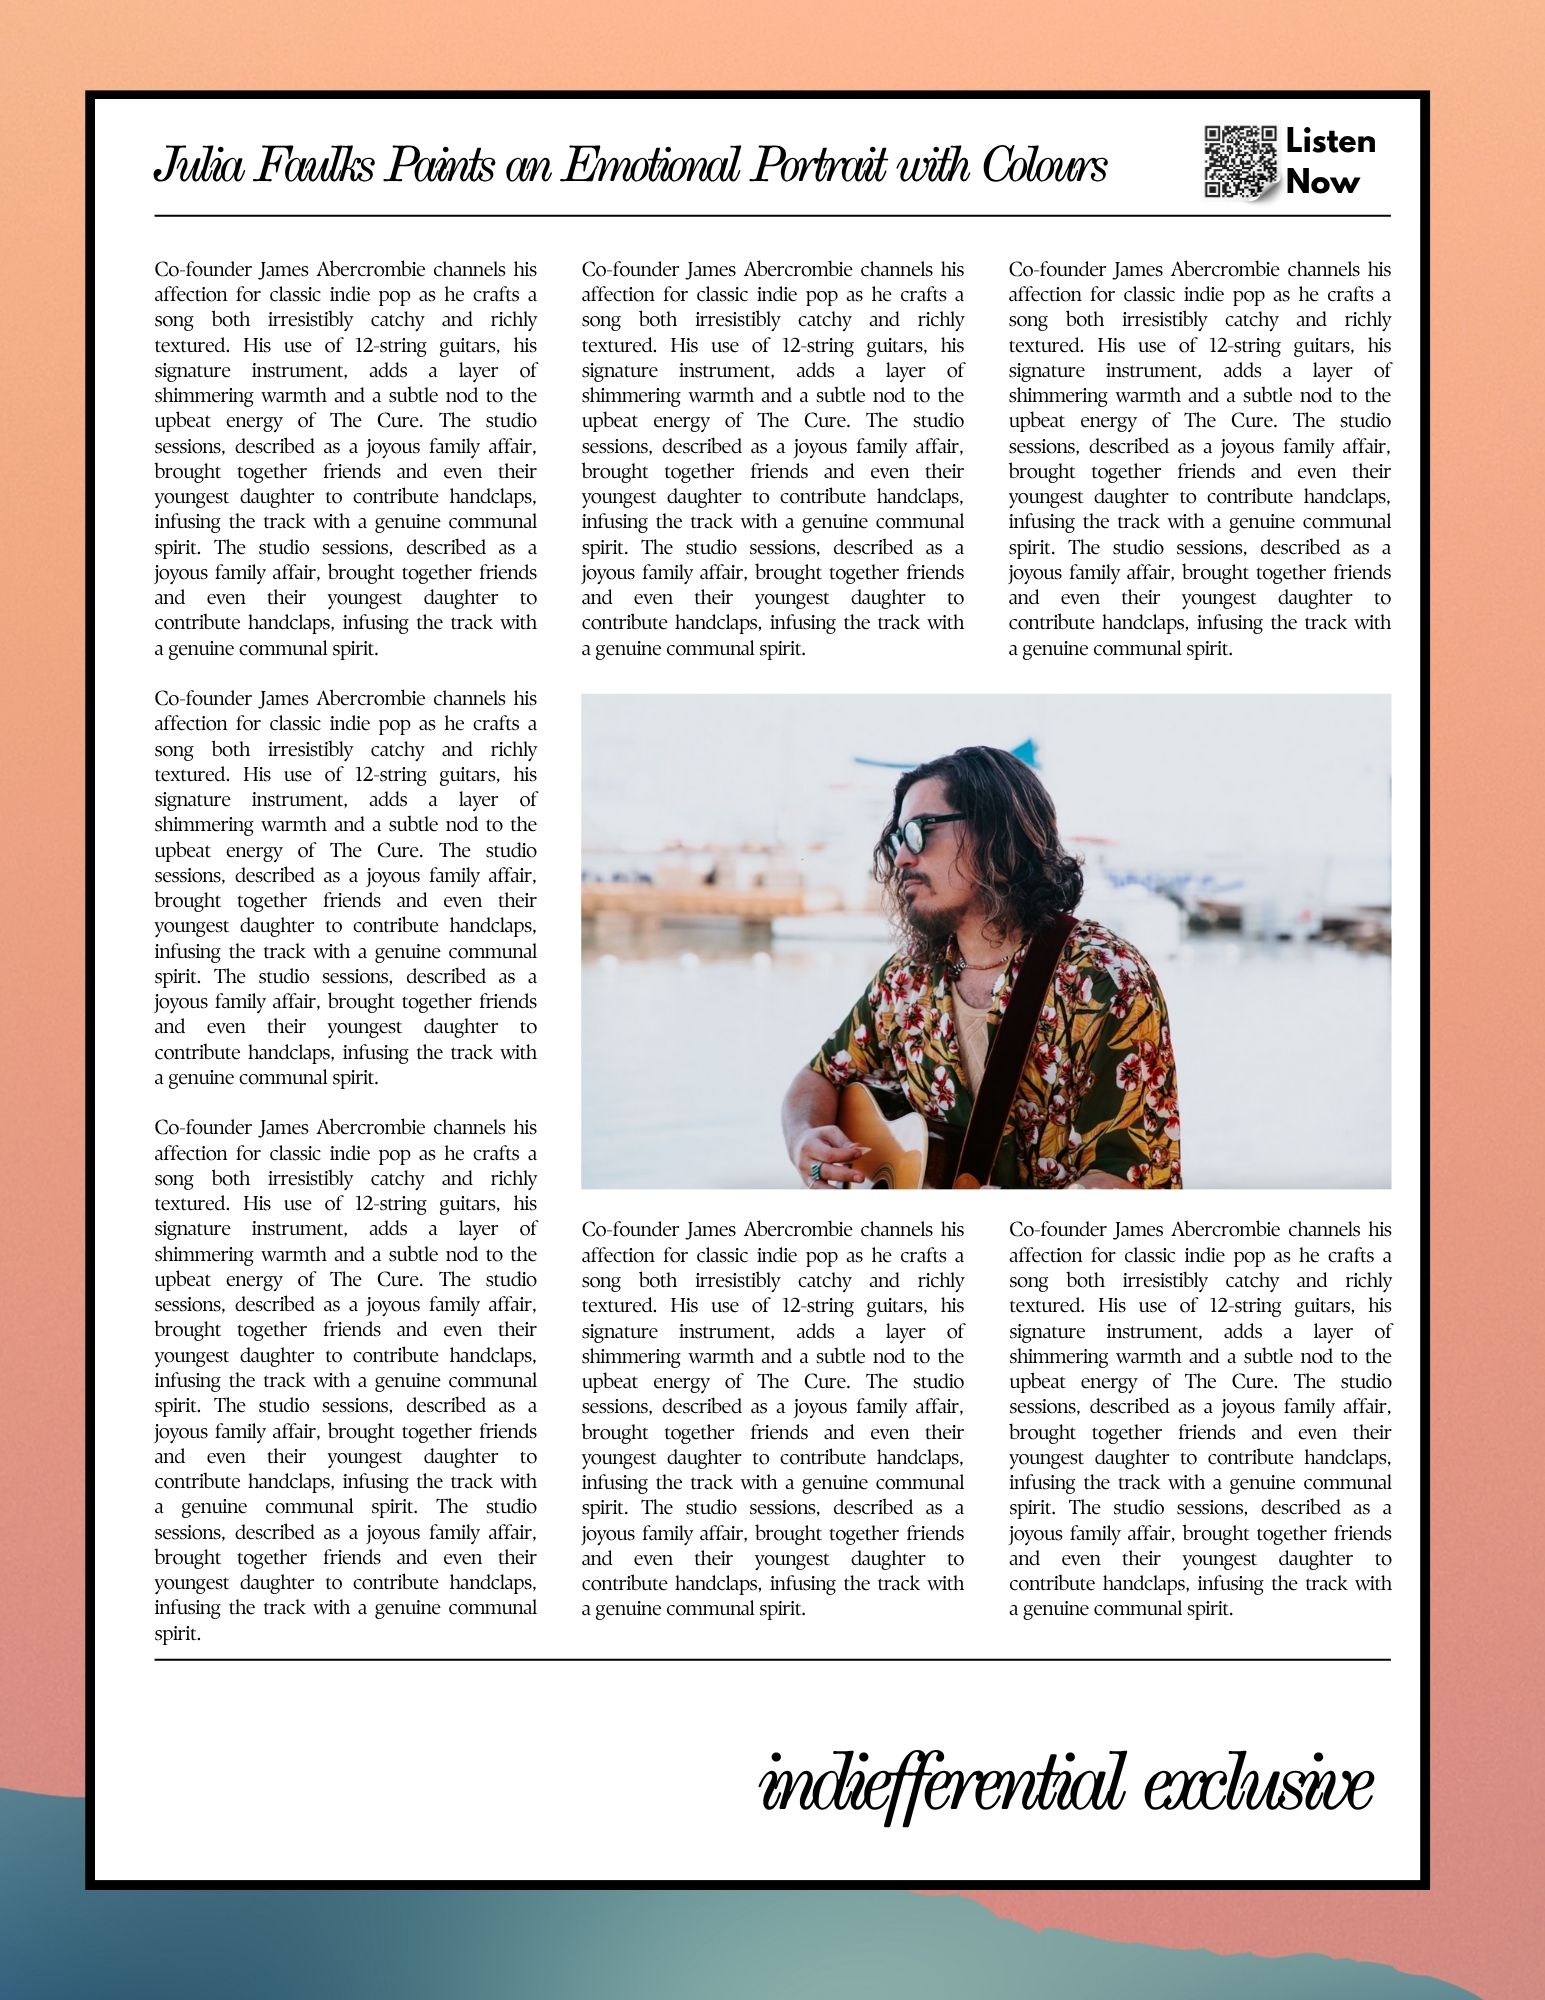 Julia Faulks Paints an Emotional Portrait with Colours
Listen
Now
Co-founder James Abercrombie channels his
affection for classic indie pop as he crafts a
song both irresistibly catchy and richly
textured. His use of 12-string guitars, his
signature instrument, adds a layer of
shimmering warmth and a subtle nod to the
upbeat energy of The Cure. The studio
sessions, described as a joyous family affair,
brought together friends and even their
youngest daughter to contribute handclaps,
infusing the track with a genuine communal
spirit. The studio sessions, described as a
joyous family affair, brought together friends
and even their youngest daughter to
contribute handclaps, infusing the track with
a genuine communal spirit.
Co-founder James Abercrombie channels his
affection for classic indie pop as he crafts a
song both irresistibly catchy and richly
textured. His use of 12-string guitars, his
signature instrument, adds a layer of
shimmering warmth and a subtle nod to the
upbeat energy of The Cure. The studio
sessions, described as a joyous family affair,
brought together friends and even their
youngest daughter to contribute handclaps,
infusing the track with a genuine communal
spirit. The studio sessions, described as a
joyous family affair, brought together friends
and even their youngest daughter to
contribute handclaps, infusing the track with
a genuine communal spirit.
Co-founder James Abercrombie channels his
affection for classic indie pop as he crafts a
song both irresistibly catchy and richly
textured. His use of 12-string guitars, his
signature instrument, adds a layer of
shimmering warmth and a subtle nod to the
upbeat energy of The Cure. The studio
sessions, described as a joyous family affair,
brought together friends and even their
youngest daughter to contribute handclaps,
infusing the track with a genuine communal
spirit. The studio sessions, described as a
joyous family affair, brought together friends
and even their youngest daughter to
contribute handclaps, infusing the track with
a genuine communal spirit. The studio
sessions, described as a joyous family affair,
brought together friends and even their
youngest daughter to contribute handclaps,
infusing the track with a genuine communal
spirit.
Co-founder James Abercrombie channels his
affection for classic indie pop as he crafts a
song both irresistibly catchy and richly
textured. His use of 12-string guitars, his
signature instrument, adds a layer of
shimmering warmth and a subtle nod to the
upbeat energy of The Cure. The studio
sessions, described as a joyous family affair,
brought together friends and even their
youngest daughter to contribute handclaps,
infusing the track with a genuine communal
spirit. The studio sessions, described as a
joyous family affair, brought together friends
and even their youngest daughter to
contribute handclaps, infusing the track with
a genuine communal spirit.
Co-founder James Abercrombie channels his
affection for classic indie pop as he crafts a
song both irresistibly catchy and richly
textured. His use of 12-string guitars, his
signature instrument, adds a layer of
shimmering warmth and a subtle nod to the
upbeat energy of The Cure. The studio
sessions, described as a joyous family affair,
brought together friends and even their
youngest daughter to contribute handclaps,
infusing the track with a genuine communal
spirit. The studio sessions, described as a
joyous family affair, brought together friends
and even their youngest daughter to
contribute handclaps, infusing the track with
a genuine communal spirit.
Co-founder James Abercrombie channels his
affection for classic indie pop as he crafts a
song both irresistibly catchy and richly
textured. His use of 12-string guitars, his
signature instrument, adds a layer of
shimmering warmth and a subtle nod to the
upbeat energy of The Cure. The studio
sessions, described as a joyous family affair,
brought together friends and even their
youngest daughter to contribute handclaps,
infusing the track with a genuine communal
spirit. The studio sessions, described as a
joyous family affair, brought together friends
and even their youngest daughter to
contribute handclaps, infusing the track with
a genuine communal spirit.
Co-founder James Abercrombie channels his
affection for classic indie pop as he crafts a
song both irresistibly catchy and richly
textured. His use of 12-string guitars, his
signature instrument, adds a layer of
shimmering warmth and a subtle nod to the
upbeat energy of The Cure. The studio
sessions, described as a joyous family affair,
brought together friends and even their
youngest daughter to contribute handclaps,
infusing the track with a genuine communal
spirit. The studio sessions, described as a
joyous family affair, brought together friends
and even their youngest daughter to
contribute handclaps, infusing the track with
a genuine communal spirit.
indiefferential exclusive